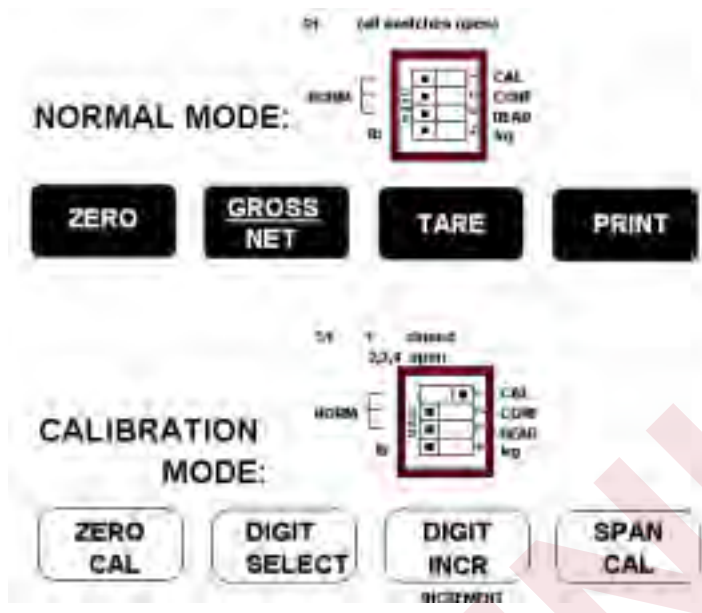 S1 (all switches open)
NORM
CAL
CONF
READ
lb
kg
NORMAL MODE:
ZERO
GROSS
NET
TARE
PRINT
S1 1 closed
2,3,4 open
NORM
CAL
CONF
READ
lb
kg
CALIBRATION
MODE:
ZERO
CAL
DIGIT
SELECT
DIGIT
INCR
SPAN
CAL
INCREMENT